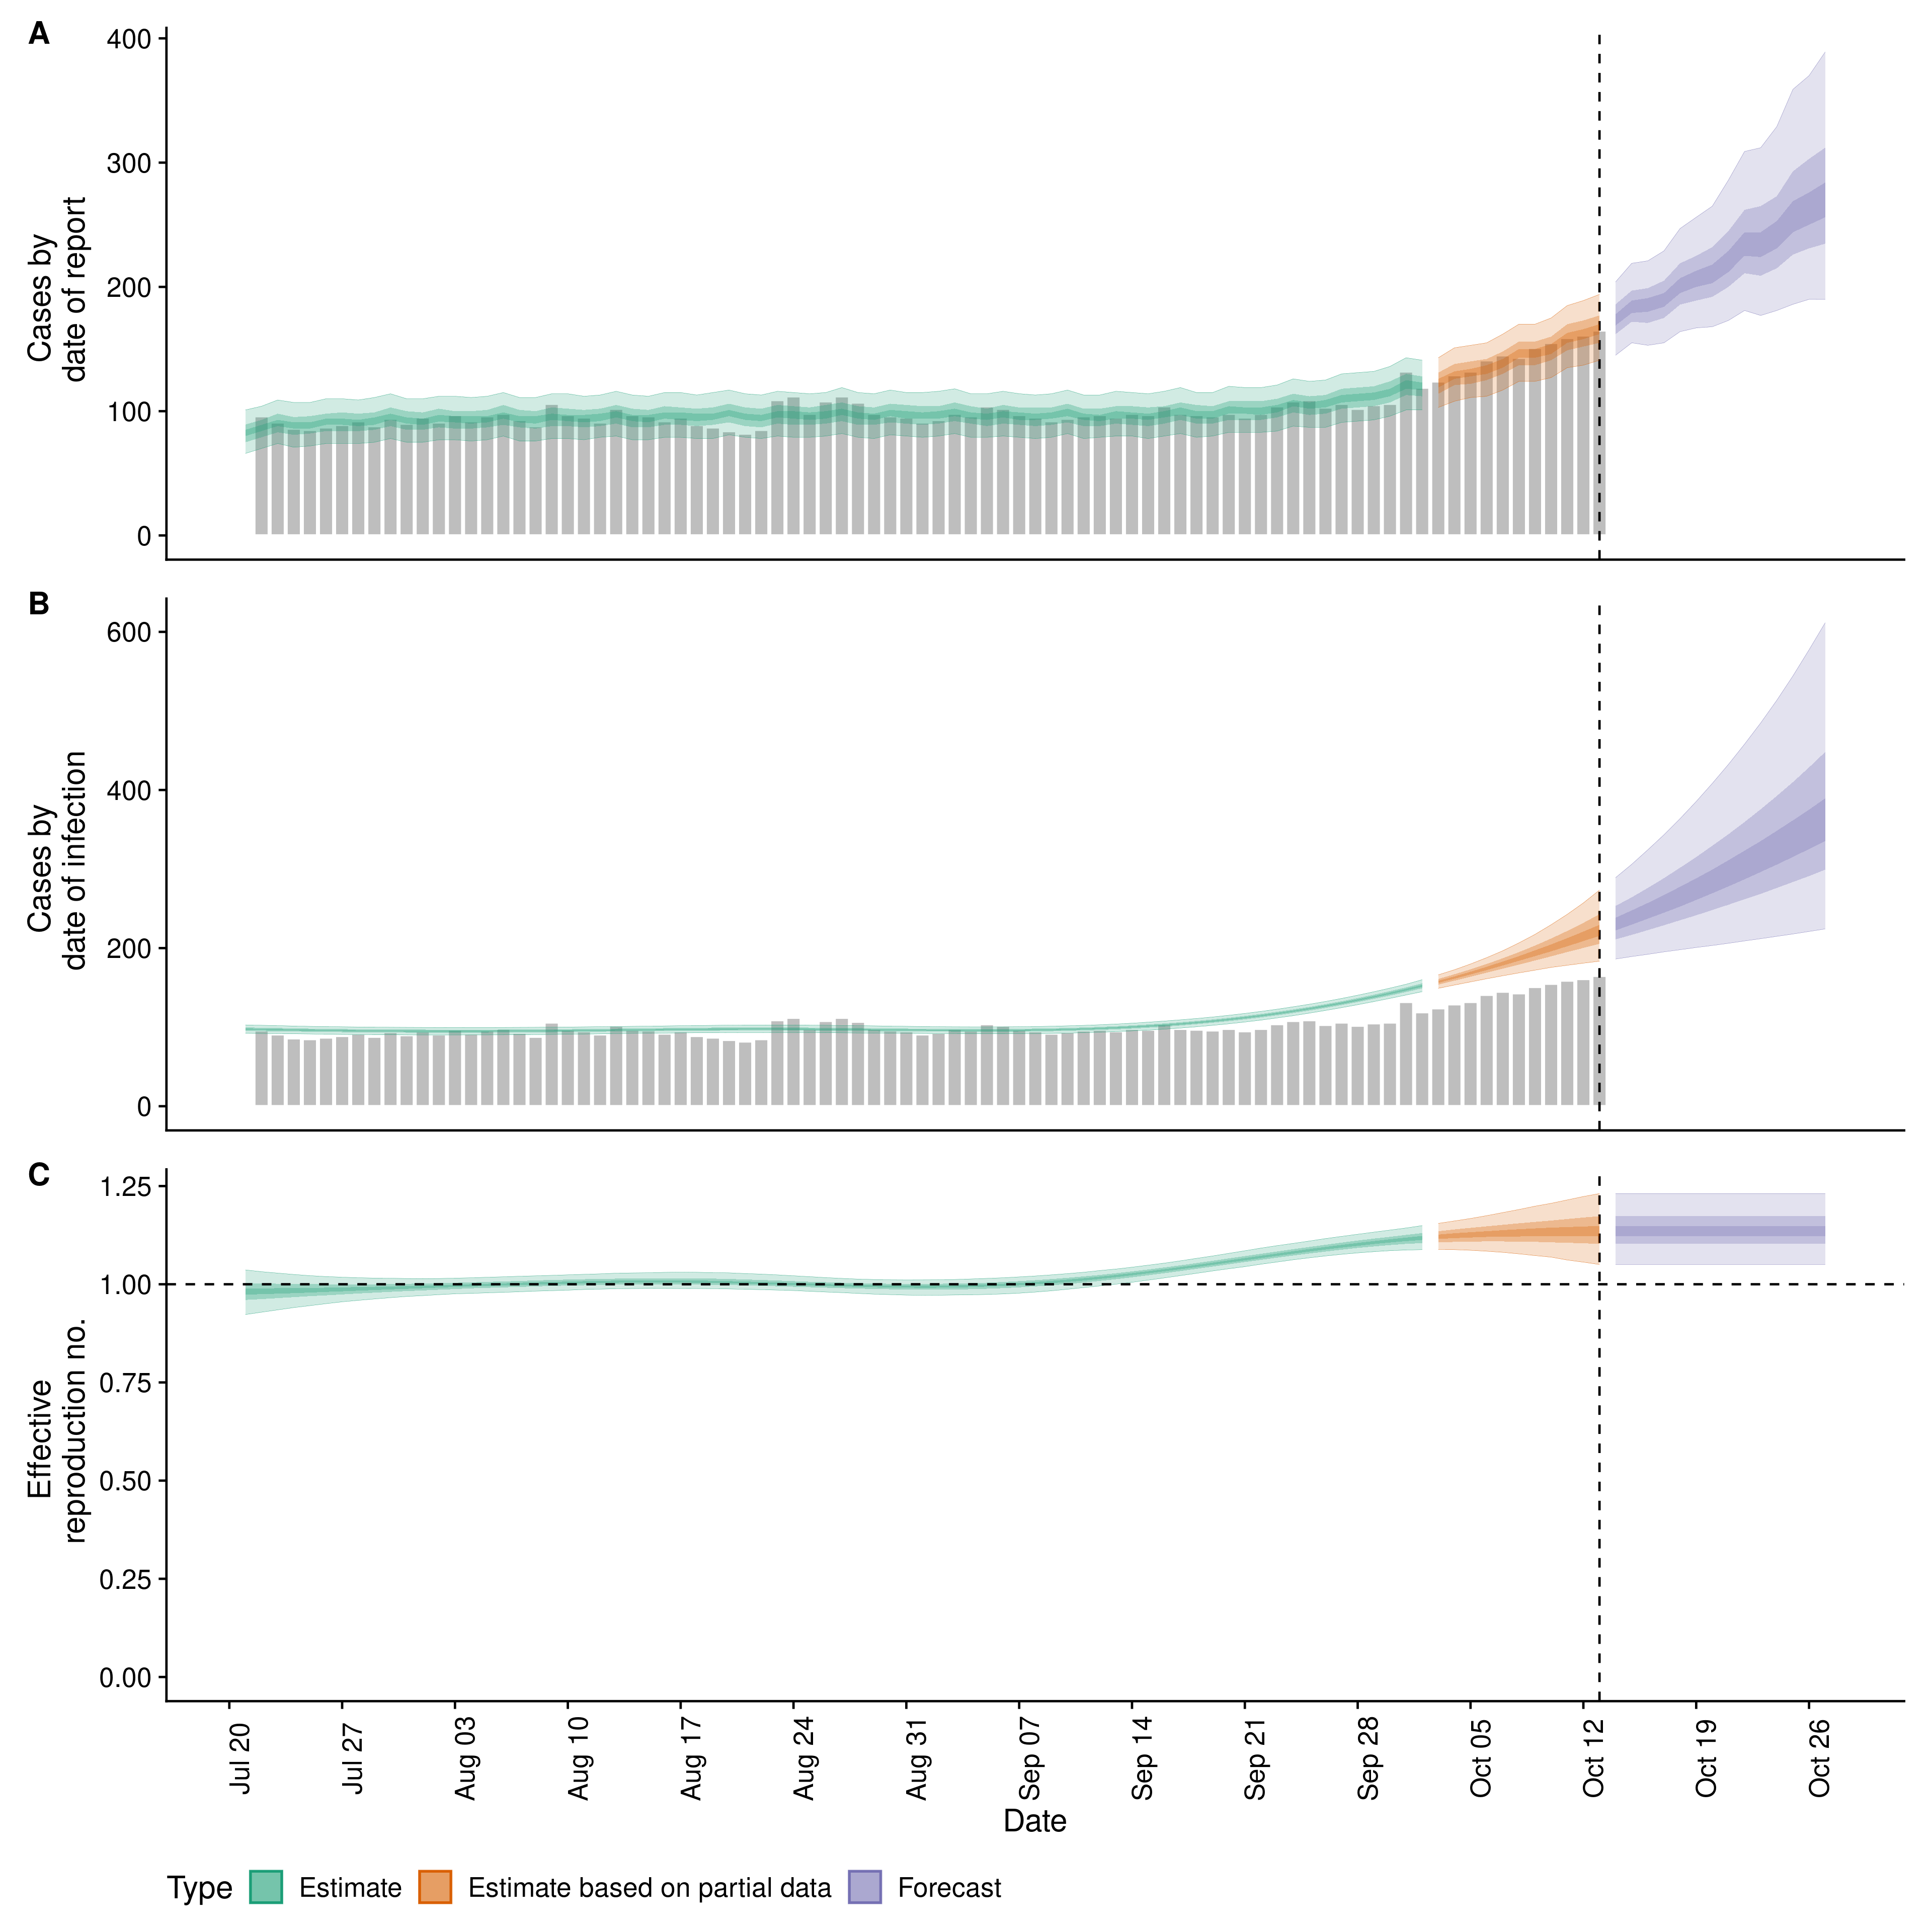 A
Cases by
date of report
400
300
200
100
0
B
Cases by
date of infection
600
400
200
0
C
Effective
reproduction no.
1.25
1.00
0.75
0.50
0.25
0.00
Jul 20
Jul 27
Aug 03
Aug 10
Aug 17
Aug 24
Aug 31
Sep 07
Sep 14
Sep 21
Sep 28
Oct 05
Oct 12
Oct 19
Oct 26
Date
Type Estimate Estimate based on partial data Forecast